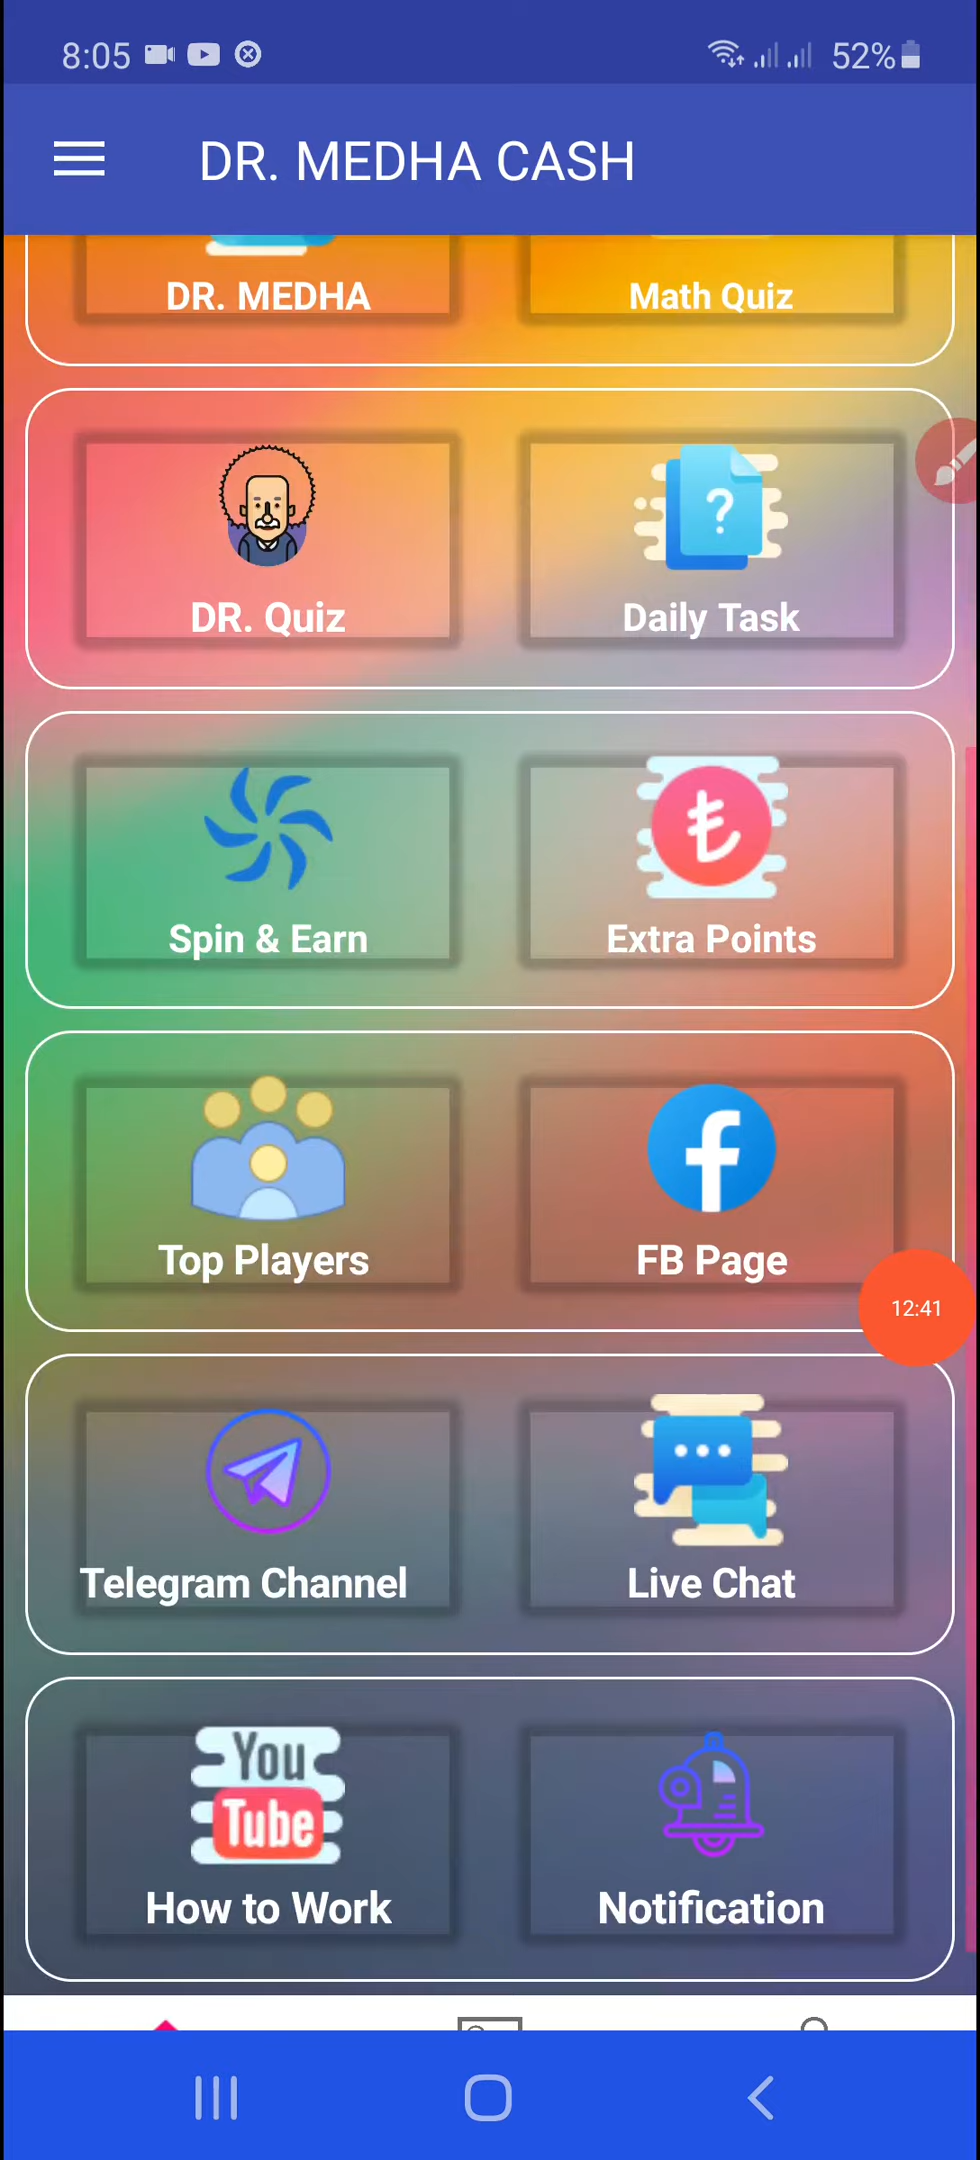 8:05
52%
DR. MEDHA CASH
DR. MEDHA
Math Quiz
?
DR. Quiz
Daily Task
₺
Spin & Earn
Extra Points
f
Top Players
FB Page
12:41
Telegram Channel
Live Chat
You
Tube
How to Work
Notification